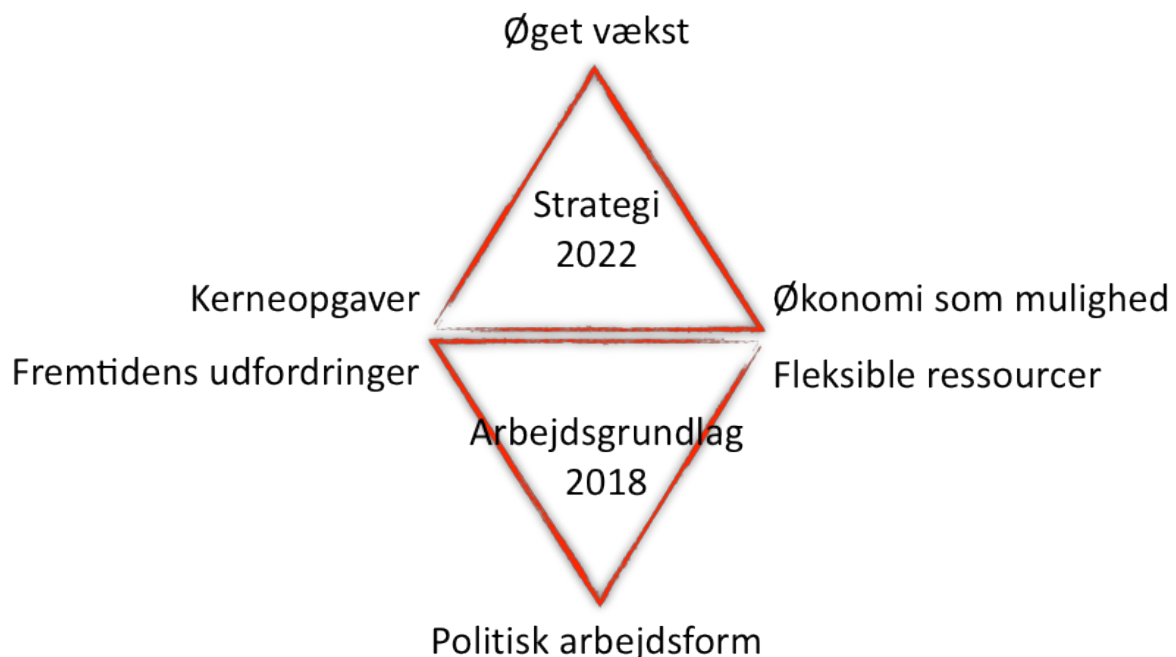 Øget vækst
Strategi
2022
Kerneopgaver
Økonomi som mulighed
Fremtidens udfordringer
Fleksible ressourcer
Arbejdsgrundlag
2018
Politisk arbejdsform